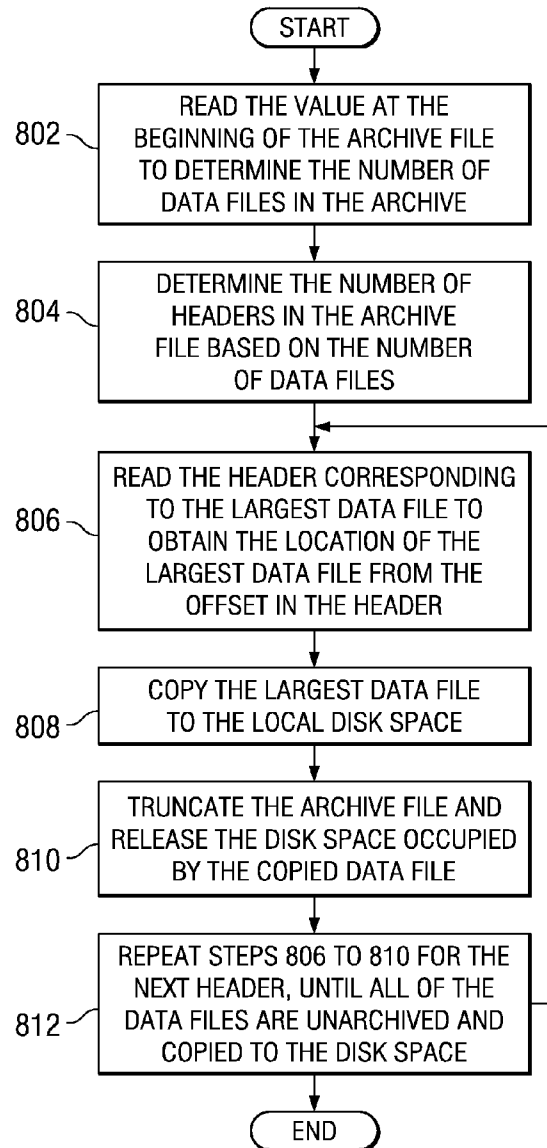 START
802
READ THE VALUE AT THE
BEGINNING OF THE ARCHIVE FILE
TO DETERMINE THE NUMBER OF
DATA FILES IN THE ARCHIVE
804
DETERMINE THE NUMBER OF
HEADERS IN THE ARCHIVE
FILE BASED ON THE NUMBER
OF DATA FILES
806
READ THE HEADER CORRESPONDING
TO THE LARGEST DATA FILE TO
OBTAIN THE LOCATION OF THE
LARGEST DATA FILE FROM THE
OFFSET IN THE HEADER
808
COPY THE LARGEST DATA FILE
TO THE LOCAL DISK SPACE
810
TRUNCATE THE ARCHIVE FILE AND
RELEASE THE DISK SPACE OCCUPIED
BY THE COPIED DATA FILE
812
REPEAT STEPS 806 TO 810 FOR THE
NEXT HEADER, UNTIL ALL OF THE
DATA FILES ARE UNARCHIVED AND
COPIED TO THE DISK SPACE
END